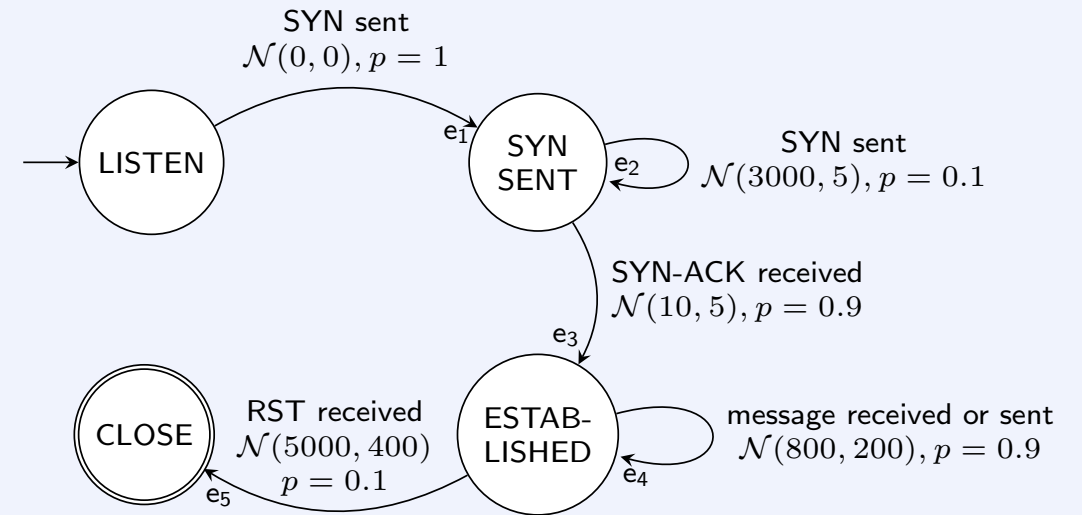 SYN sent
𝒩(0, 0), p = 1
LISTEN
e₁
SYN
SENT
e₂
SYN sent
𝒩(3000, 5), p = 0.1
SYN-ACK received
𝒩(10, 5), p = 0.9
e₃
CLOSE
RST received
𝒩(5000, 400)
p = 0.1
e₅
ESTAB-
LISHED
message received or sent
𝒩(800, 200), p = 0.9
e₄